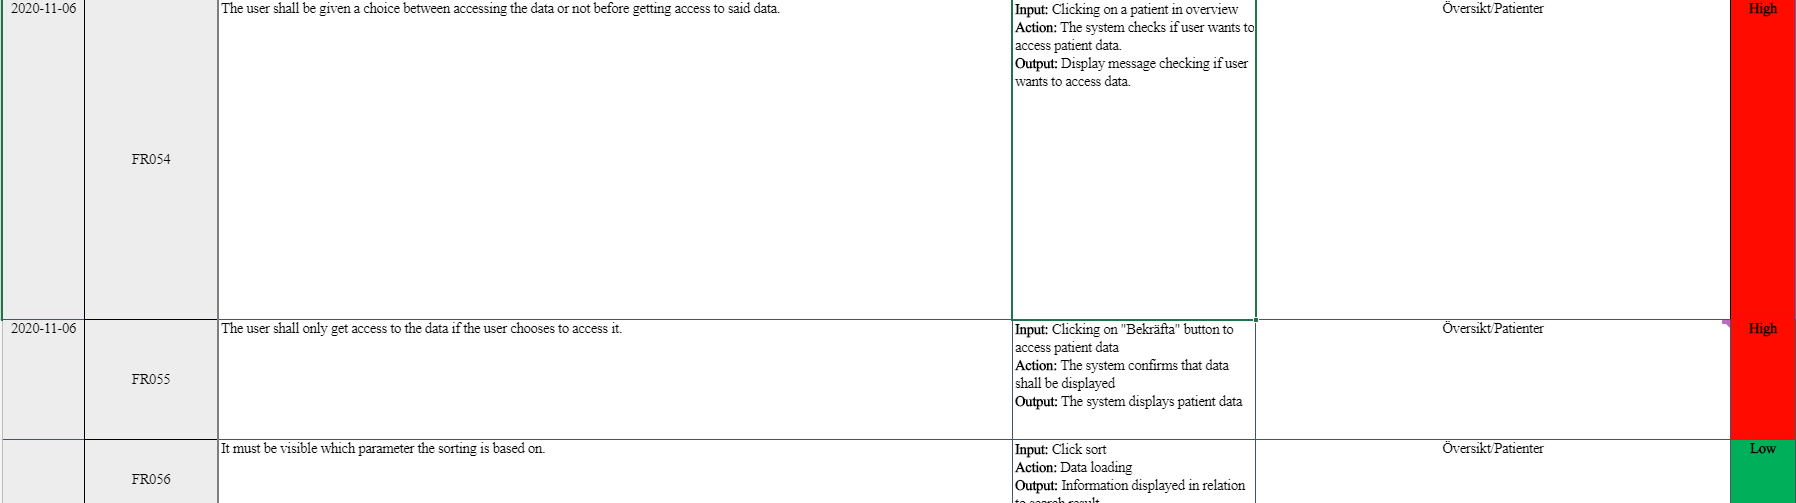 2020-11-06
FR054
The user shall be given a choice between accessing the data or not before getting access to said data.
Input: Clicking on a patient in overview
Action: The system checks if user wants to
access patient data.
Output: Display message checking if user
wants to access data.
Översikt/Patienter
High
2020-11-06
FR055
The user shall only get access to the data if the user chooses to access it.
Input: Clicking on "Bekräfta" button to
access patient data
Action: The system confirms that data
shall be displayed
Output: The system displays patient data
Översikt/Patienter
High
FR056
It must be visible which parameter the sorting is based on.
Input: Click sort
Action: Data loading
Output: Information displayed in relation
to search result
Översikt/Patienter
Low